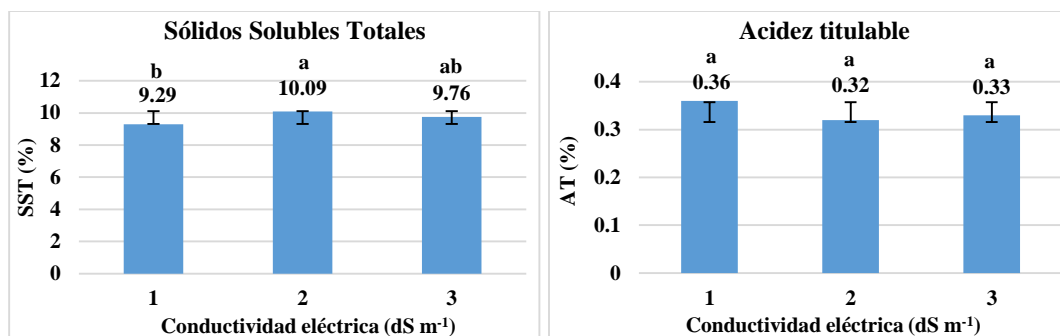 Sólidos Solubles Totales
SST (%)
12
10
8
6
4
2
0
b
9.29
a
10.09
ab
9.76
1
2
3
Conductividad eléctrica (dS m-1)
Acidez titulable
AT (%)
0.4
0.3
0.2
0.1
0
a
0.36
a
0.32
a
0.33
1
2
3
Conductividad eléctrica (dS m-1)